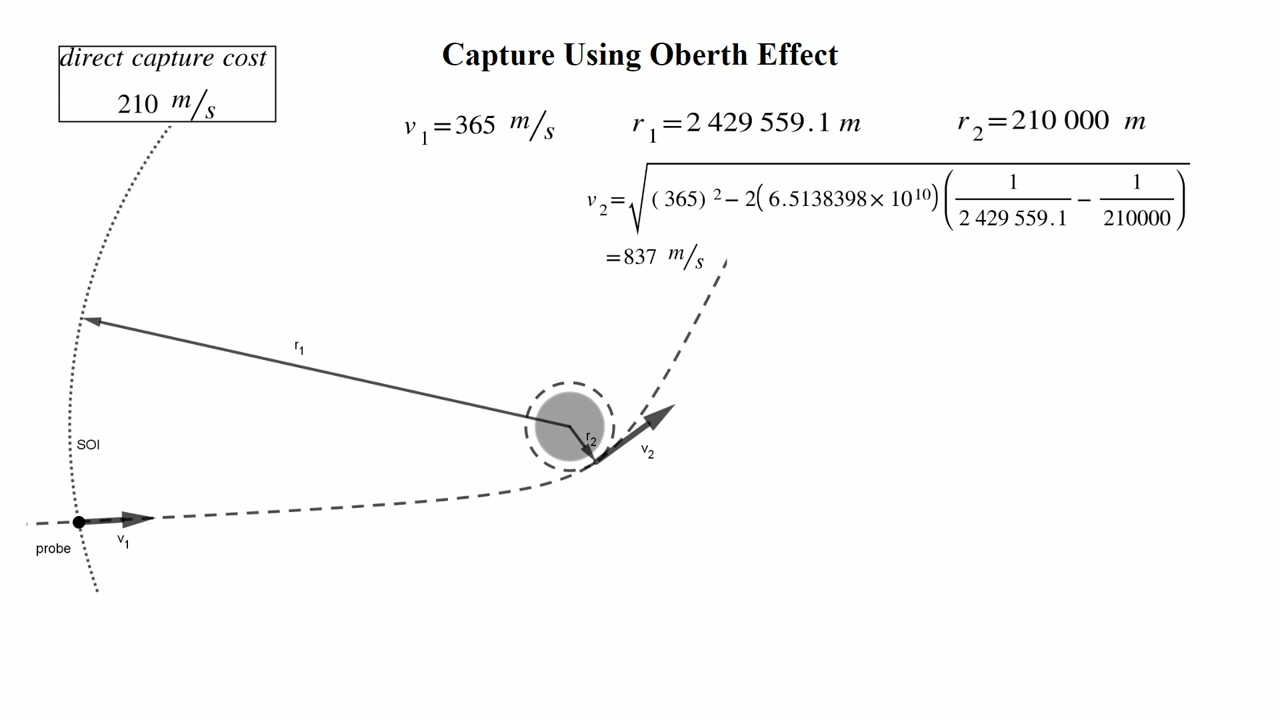 direct capture cost
210 m/s
Capture Using Oberth Effect
v₁=365 m/s
r₁=2 429 559.1 m
r₂=210 000 m
v₂=√((365)²−2(6.5138398×10¹⁰)(1/2 429 559.1 − 1/210000))
=837 m/s
r₁
SOI
r₂
v₂
v₁
probe